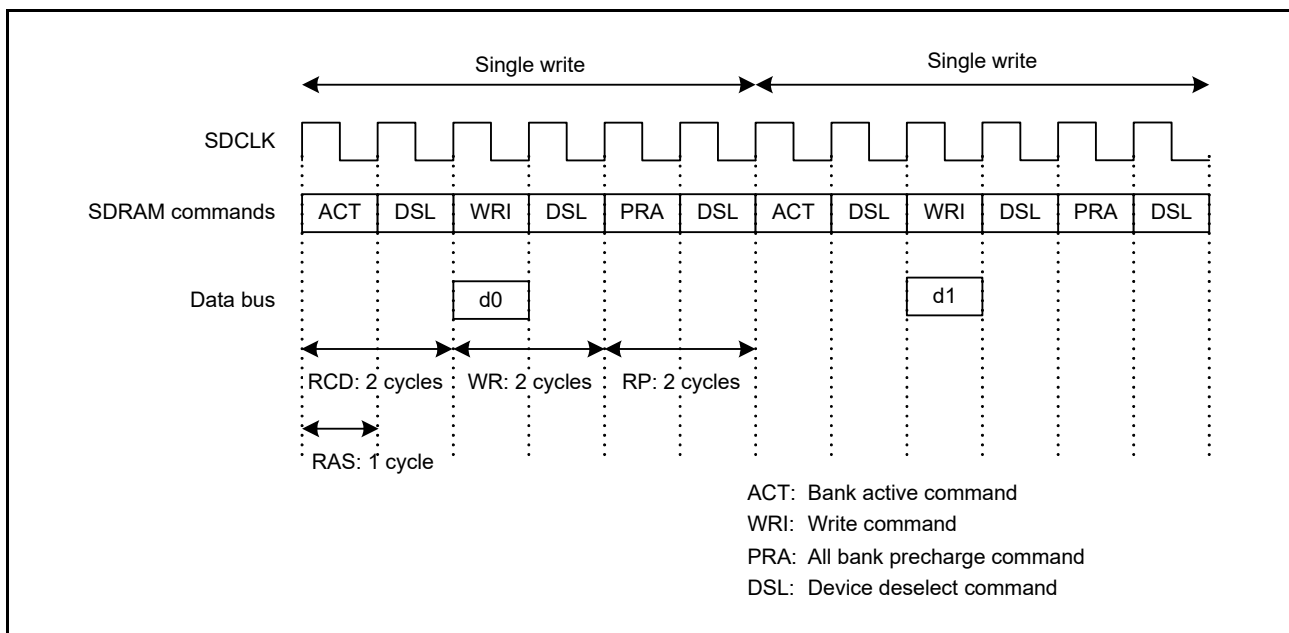 Single write Single write
SDCLK
SDRAM commands ACT DSL WRI DSL PRA DSL ACT DSL WRI DSL PRA DSL
Data bus d0 d1
RCD: 2 cycles WR: 2 cycles RP: 2 cycles
RAS: 1 cycle
ACT: Bank active command
WRI: Write command
PRA: All bank precharge command
DSL: Device deselect command